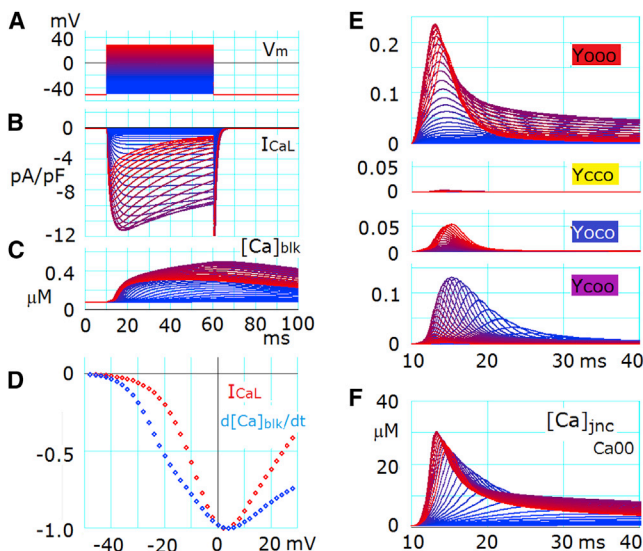 A
mV
40
0
-40
Vm
B
0
-4
pA/pF
-8
-12
ICaL
C
[Ca]blk
0.4
μM
0
0 20 40 60 80 100
ms
D
0
-0.5
-1.0
ICaL
d[Ca]blk/dt
-40 -20 0 20 mV
E
0.2
0.1
0
Yooo
0
Ycco
0.05
0
Yoco
0.1
0
Ycoo
10 20 30 ms 40
F
40
μM
20
0
[Ca]jnc
Ca00
10 20 30 ms 40